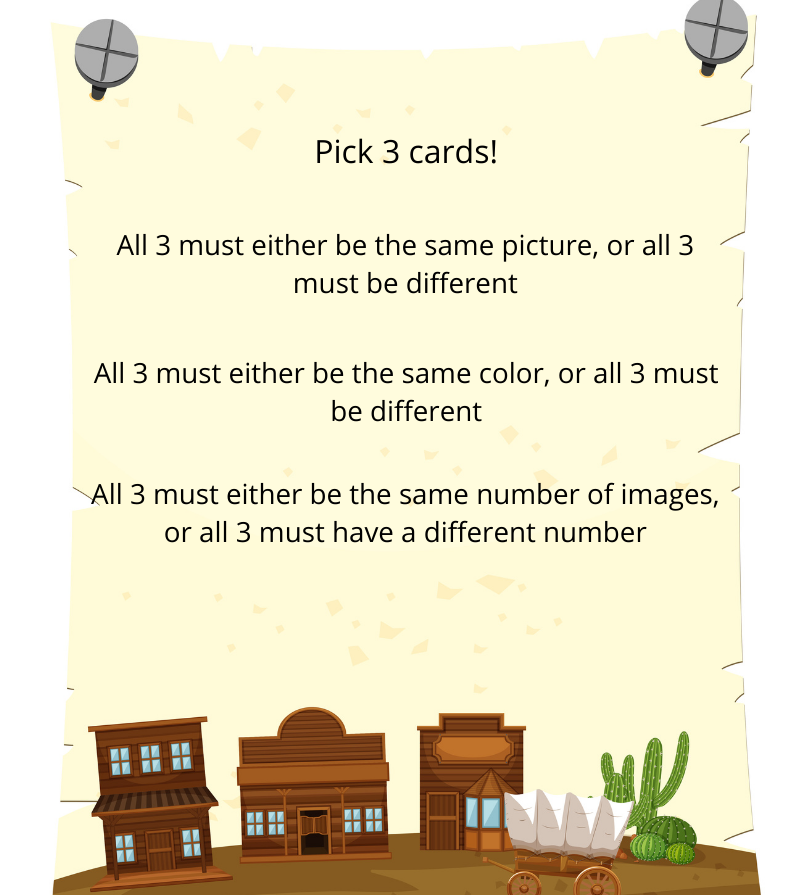 Pick 3 cards!
All 3 must either be the same picture, or all 3
must be different
All 3 must either be the same color, or all 3 must
be different
All 3 must either be the same number of images,
or all 3 must have a different number